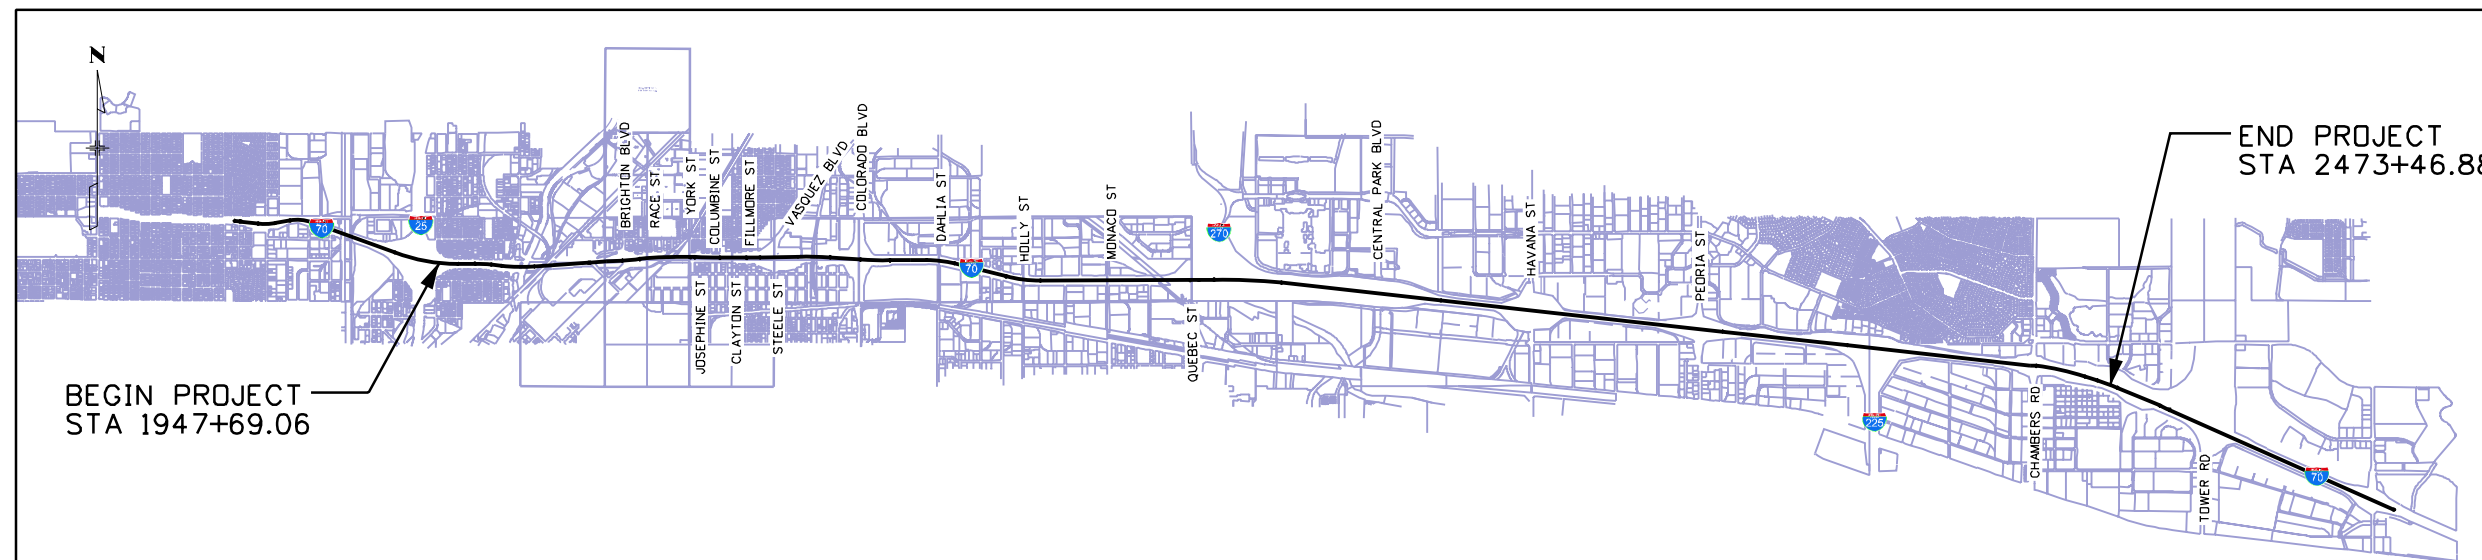 N
BRIGHTON BLVD
RACE ST
YORK ST
COLUMBINE ST
FILLMORE ST
VASQUEZ BLVD
COLORADO BLVD
DAHLIA ST
HOLLY ST
MONACO ST
CENTRAL PARK BLVD
HAVANA ST
PEORIA ST
END PROJECT
STA 2473+46.88
70
25
270
70
JOSEPHINE ST
CLAYTON ST
STEELE ST
QUEBEC ST
BEGIN PROJECT
STA 1947+69.06
225
CHAMBERS RD
TOWER RD
70